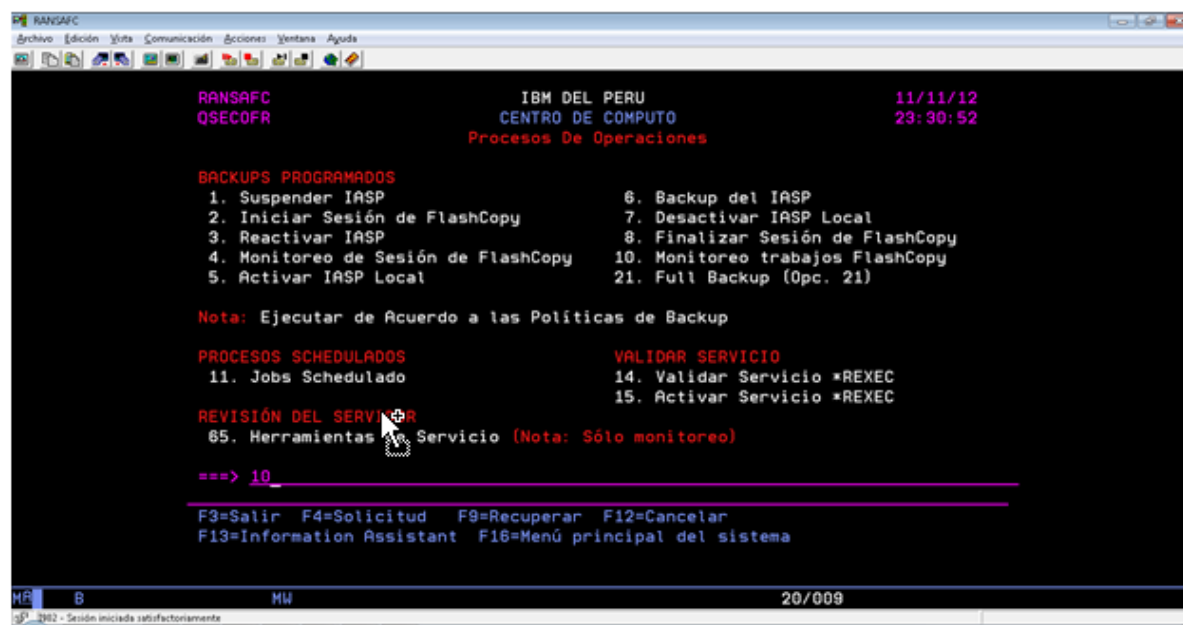 RANSAFC
Archivo Edición Vista Comunicación Acciones Ventana Ayuda
RANSAFC IBM DEL PERU 11/11/12
QSECOFR CENTRO DE COMPUTO 23:30:52
Procesos De Operaciones
BACKUPS PROGRAMADOS
1. Suspender IASP 6. Backup del IASP
2. Iniciar Sesión de FlashCopy 7. Desactivar IASP Local
3. Reactivar IASP 8. Finalizar Sesión de FlashCopy
4. Monitoreo de Sesión de FlashCopy 10. Monitoreo trabajos FlashCopy
5. Activar IASP Local 21. Full Backup (Opc. 21)
Nota: Ejecutar de Acuerdo a las Políticas de Backup
PROCESOS SCHEDULADOS VALIDAR SERVICIO
11. Jobs Schedulado 14. Validar Servicio *REXEC
15. Activar Servicio *REXEC
REVISIÓN DEL
65. Herramientas de Servicio (Nota: Sólo monitoreo)
===> 10_
F3=Salir F4=Solicitud F9=Recuperar F12=Cancelar
F13=Information Assistant F16=Menú principal del sistema
MA B MW 20/009
I902 - Sesión iniciada satisfactoriamente